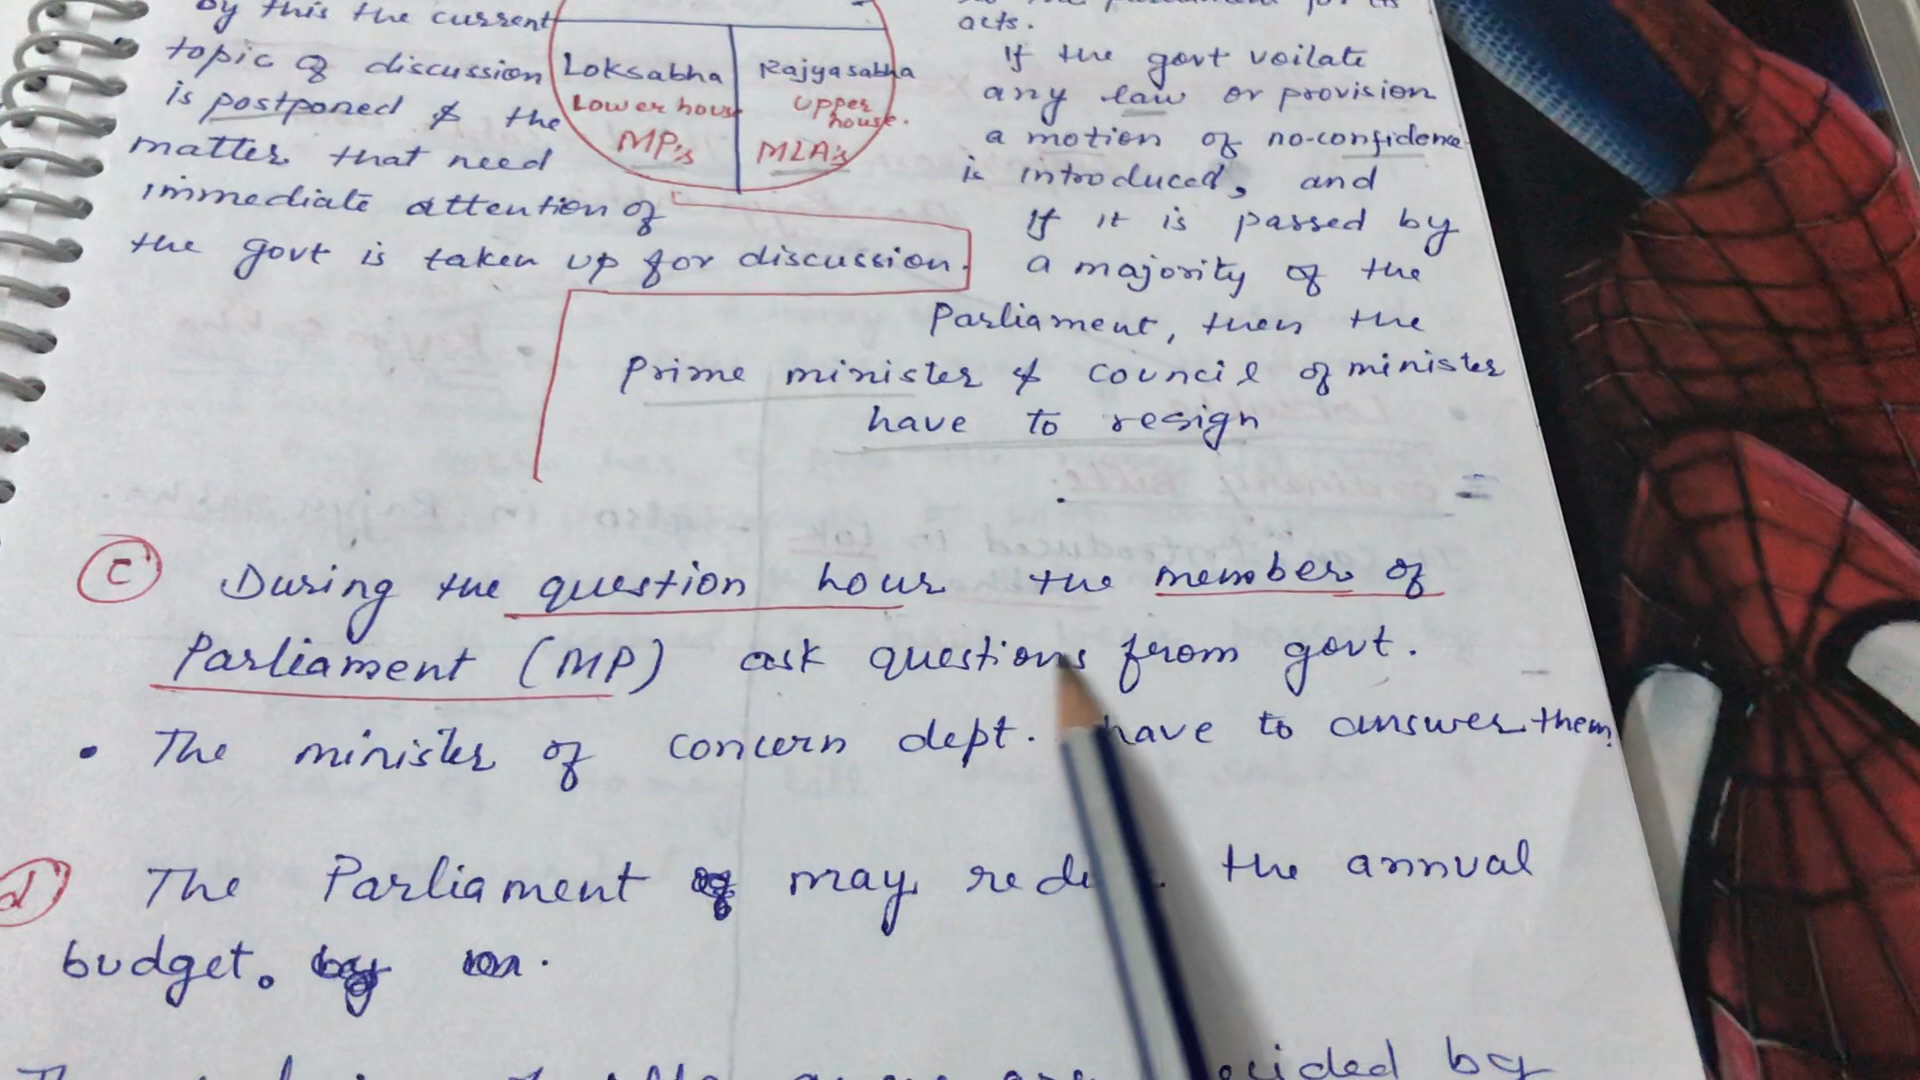 By this the current
topic of discussion
is postponed & the
matter that need
immediate attention of
the govt is taken up for discussion.
Loksabha
Lower house
MP's
Rajyasabha
Upper
house.
MLA's
acts.
If the govt voilate
any law or provision
a motion of no-confidence
is introduced, and
If it is passed by
a majority of the
Parliament, then the
Prime minister & council of minister
have to resign
c During the question hour the member of
Parliament (MP) ask questions from govt.
• The minister of concern dept. have to answer them.
d The Parliament may the annual
budget.
by